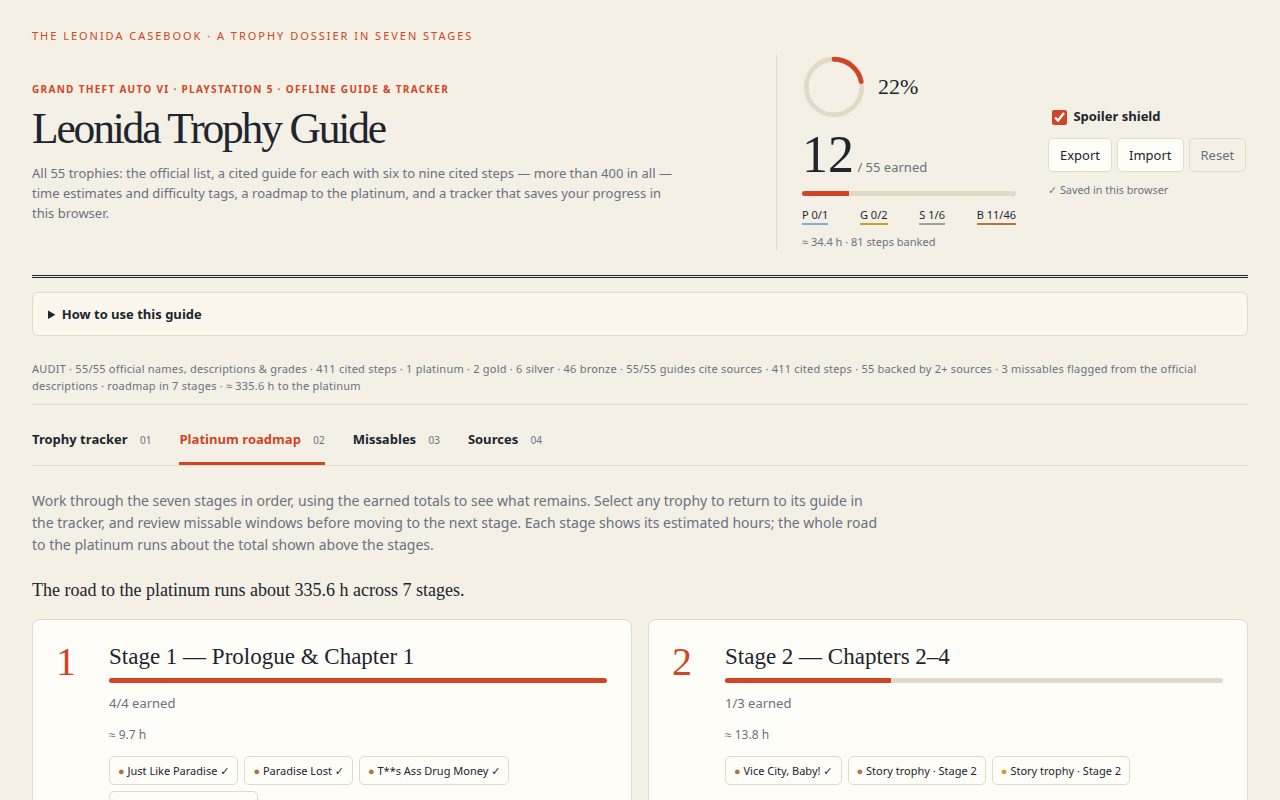 THE LEONIDA CASEBOOK · A TROPHY DOSSIER IN SEVEN STAGES
GRAND THEFT AUTO VI · PLAYSTATION 5 · OFFLINE GUIDE & TRACKER
Leonida Trophy Guide
All 55 trophies: the official list, a cited guide for each with six to nine cited steps — more than 400 in all —
time estimates and difficulty tags, a roadmap to the platinum, and a tracker that saves your progress in
this browser.
22%
12 / 55 earned
P 0/1 G 0/2 S 1/6 B 11/46
≈ 34.4 h · 81 steps banked
Spoiler shield
Export Import Reset
✓ Saved in this browser
▶ How to use this guide
AUDIT · 55/55 official names, descriptions & grades · 411 cited steps · 1 platinum · 2 gold · 6 silver · 46 bronze · 55/55 guides cite sources · 411 cited steps · 55 backed by 2+ sources · 3 missables flagged from the official
descriptions · roadmap in 7 stages · ≈ 335.6 h to the platinum
Trophy tracker 01 Platinum roadmap 02 Missables 03 Sources 04
Work through the seven stages in order, using the earned totals to see what remains. Select any trophy to return to its guide in
the tracker, and review missable windows before moving to the next stage. Each stage shows its estimated hours; the whole road
to the platinum runs about the total shown above the stages.
The road to the platinum runs about 335.6 h across 7 stages.
1
Stage 1 — Prologue & Chapter 1
4/4 earned
≈ 9.7 h
Just Like Paradise ✓ Paradise Lost ✓ T**s Ass Drug Money ✓
2
Stage 2 — Chapters 2–4
1/3 earned
≈ 13.8 h
Vice City, Baby! ✓ Story trophy · Stage 2 Story trophy · Stage 2